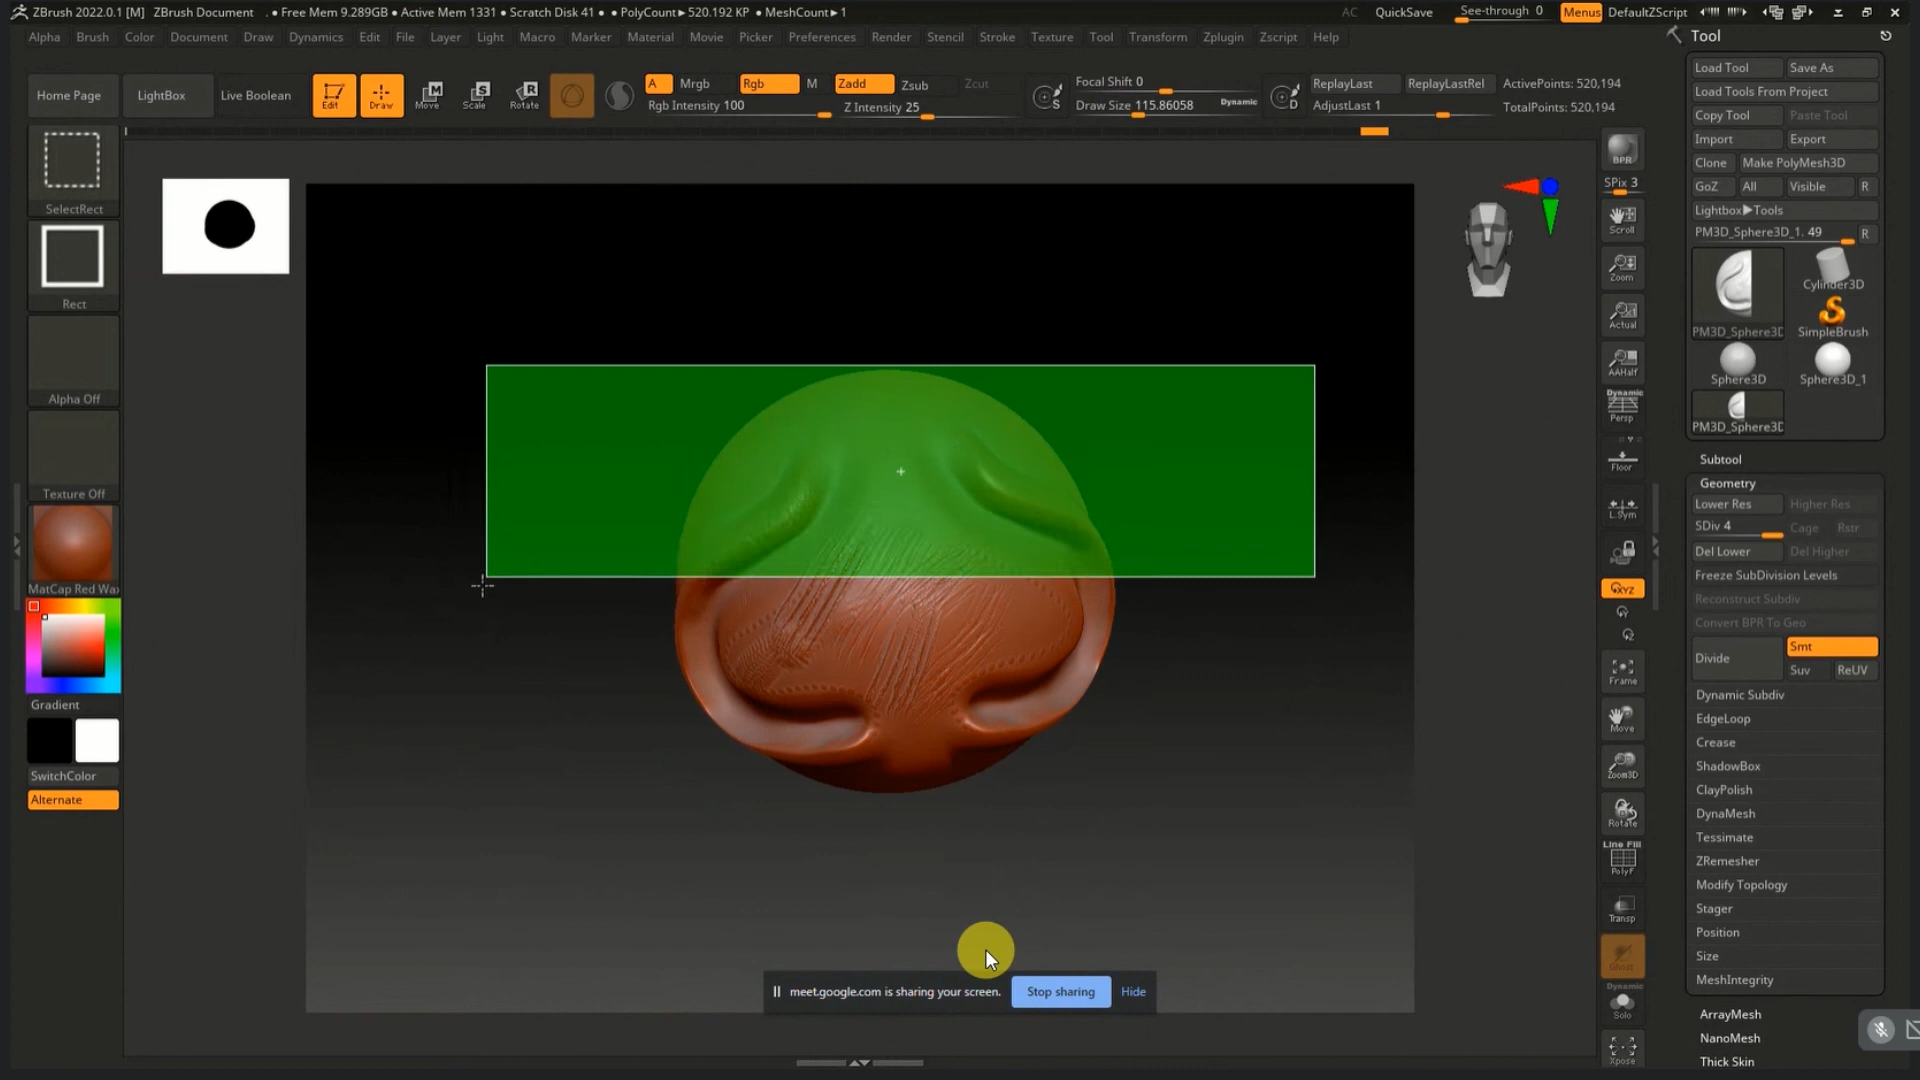 ZBrush 2022.0.1 [M] ZBrush Document . ● Free Mem 9.289GB ● Active Mem 1331 ● Scratch Disk 41 ● ● PolyCount► 520.192 KP ● MeshCount► 1 AC QuickSave See-through 0 Menus DefaultZScript
Alpha Brush Color Document Draw Dynamics Edit File Layer Light Macro Marker Material Movie Picker Preferences Render Stencil Stroke Texture Tool Transform Zplugin Zscript Help
Tool
Home Page LightBox Live Boolean Edit Draw Move Scale Rotate
A Mrgb Rgb M Zadd Zsub Zcut
Rgb Intensity 100 Z Intensity 25
S Focal Shift 0
Draw Size 115.86058 Dynamic
D ReplayLast ReplayLastRel ActivePoints: 520,194
AdjustLast 1 TotalPoints: 520,194
SelectRect
Rect
Alpha Off
Texture Off
MatCap Red Wax
Gradient
SwitchColor
Alternate
BPR
SPix 3
Scroll
Zoom
Actual
AAHalf
Dynamic
Persp
Floor
L.Sym
XYZ
Y
Z
Frame
Move
Zoom3D
Rotate
Line Fill
PolyF
Transp
Ghost
Dynamic
Solo
Xpose
Load Tool Save As
Load Tools From Project
Copy Tool Paste Tool
Import Export
Clone Make PolyMesh3D
GoZ All Visible R
Lightbox►Tools
PM3D_Sphere3D_1. 49 R
Cylinder3D
PM3D_Sphere3D SimpleBrush
Sphere3D Sphere3D_1
PM3D_Sphere3D
Subtool
Geometry
Lower Res Higher Res
SDiv 4 Cage Rstr
Del Lower Del Higher
Freeze SubDivision Levels
Reconstruct Subdiv
Convert BPR To Geo
Divide Smt
Suv ReUV
Dynamic Subdiv
EdgeLoop
Crease
ShadowBox
ClayPolish
DynaMesh
Tessimate
ZRemesher
Modify Topology
Stager
Position
Size
MeshIntegrity
ArrayMesh
NanoMesh
Thick Skin
meet.google.com is sharing your screen. Stop sharing Hide